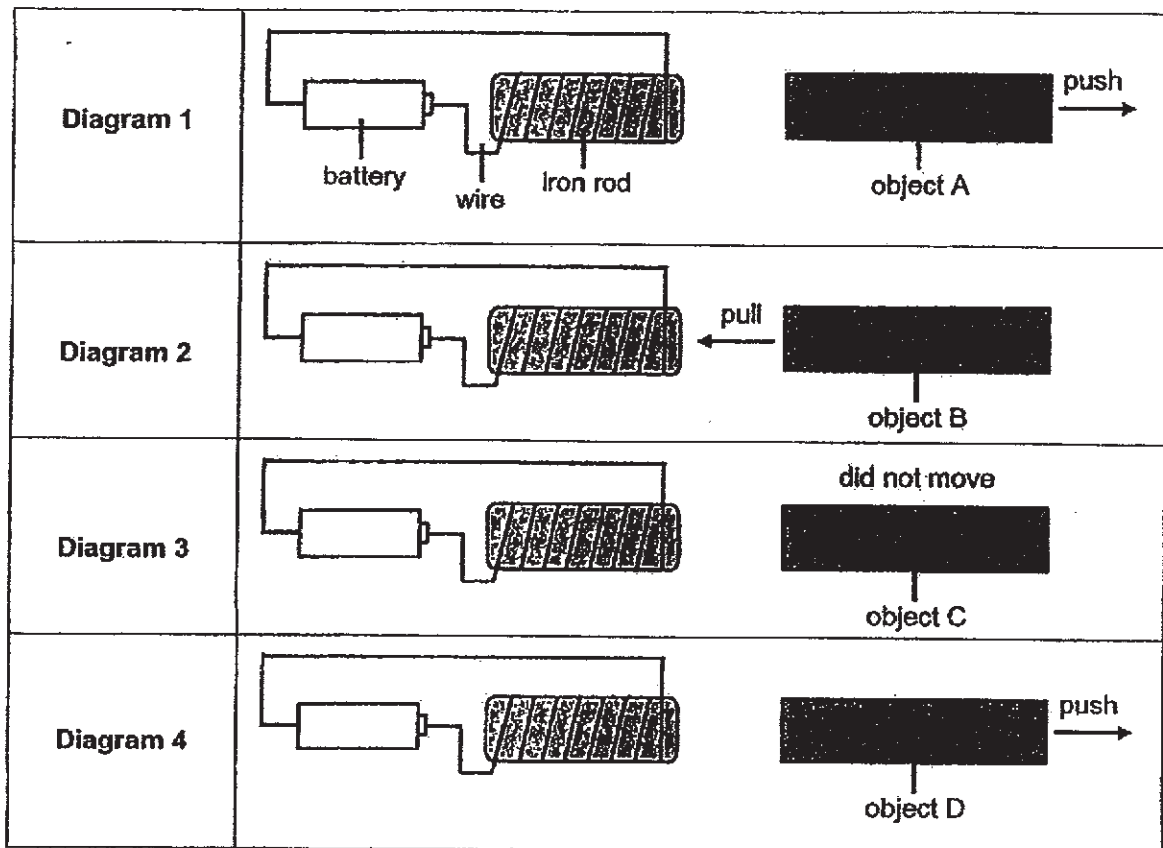 Diagram 1
battery
wire
iron rod
push
object A
Diagram 2
pull
object B
Diagram 3
did not move
object C
Diagram 4
push
object D